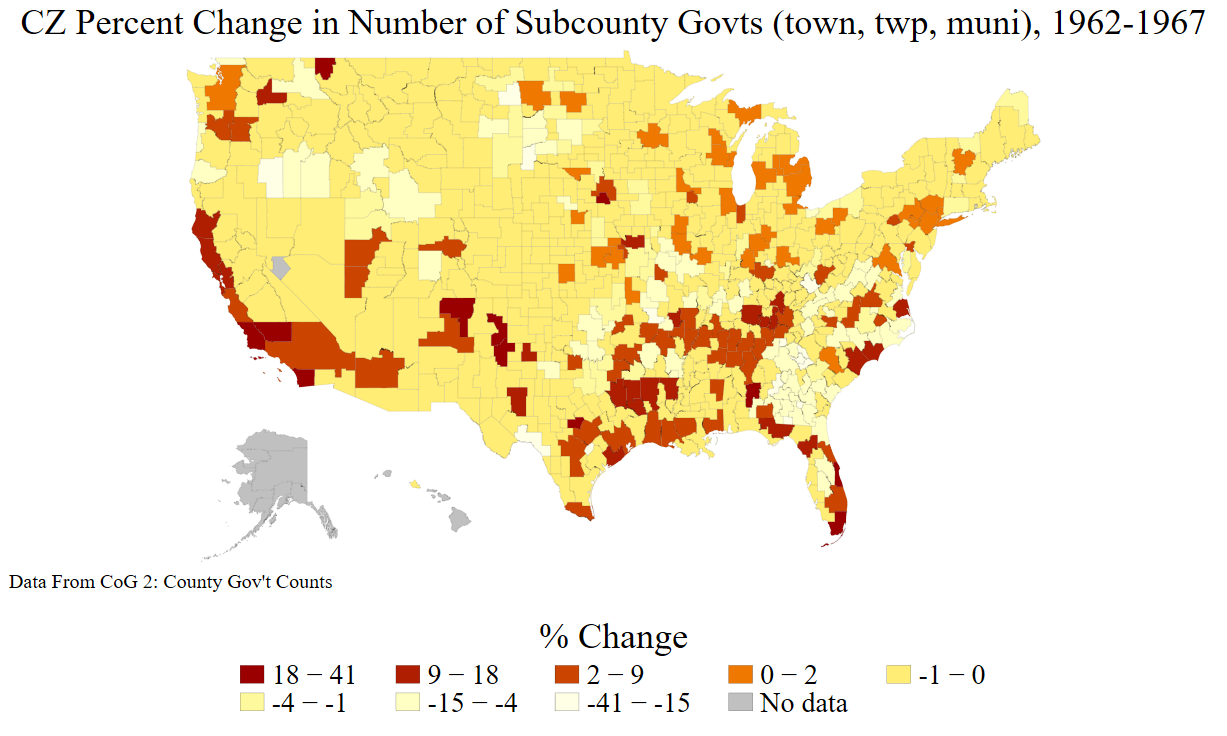 CZ Percent Change in Number of Subcounty Govts (town, twp, muni), 1962-1967
Data From CoG 2: County Gov't Counts
% Change
18 − 41 9 − 18 2 − 9 0 − 2 -1 − 0
-4 − -1 -15 − -4 -41 − -15 No data